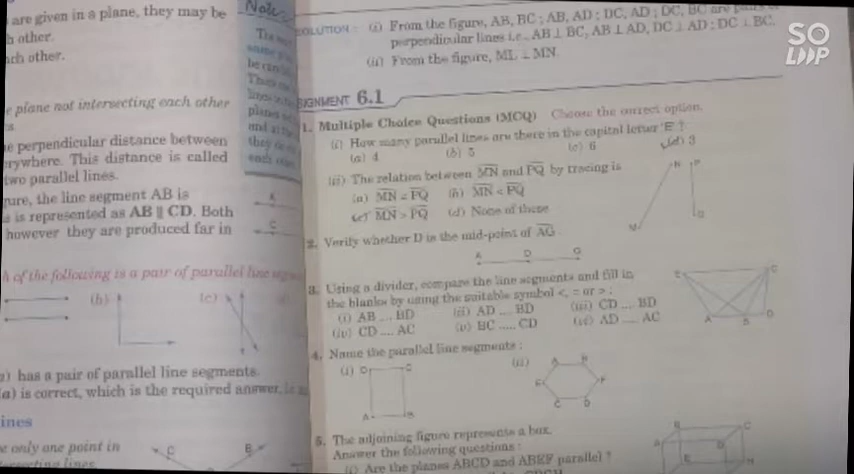 are given in a plane, they may be
other.
ach other.
e plane not intersecting each other
e perpendicular distance between
rywhere. This distance is called
two parallel lines.
gure, the line segment AB is
is represented as AB ∥ CD. Both
however they are produced far in
h of the following is a pair of parallel line
(b)
(c)
) has a pair of parallel line segments.
(a) is correct, which is the required answer.
ines
e only one point in
C
B
Note
A
C
SOLUTION : (i) From the figure, AB, BC ; AB, AD ; DC, AD ; DC, BC are
perpendicular lines i.e., AB ⊥ BC, AB ⊥ AD, DC ⊥ AD ; DC ⊥ BC.
(ii) From the figure, ML ⊥ MN.
SIGNMENT 6.1
1. Multiple Choice Questions (MCQ) Choose the correct option.
(i) How many parallel lines are there in the capital letter 'E' ?
(a) 4 (b) 5 (c) 6 (d) 3
(ii) The relation between MN and PQ by tracing is
(a) MN = PQ (b) MN < PQ
(c) MN > PQ (d) None of these
N P
M
2. Verify whether D is the mid-point of AG.
A D G
3. Using a divider, compare the line segments and fill in
the blanks by using the suitable symbol <, = or > :
(i) AB ... BD (ii) AD ... BD (iii) CD ... BD
(iv) CD .... AC (v) BC ..... CD (vi) AD .... AC
A B D
4. Name the parallel line segments :
(i) D C
A B
(ii) A B
E F
C D
5. The adjoining figure represents a box.
Answer the following questions :
(i) Are the planes ABCD and ABEF parallel ?
SO
LOOP